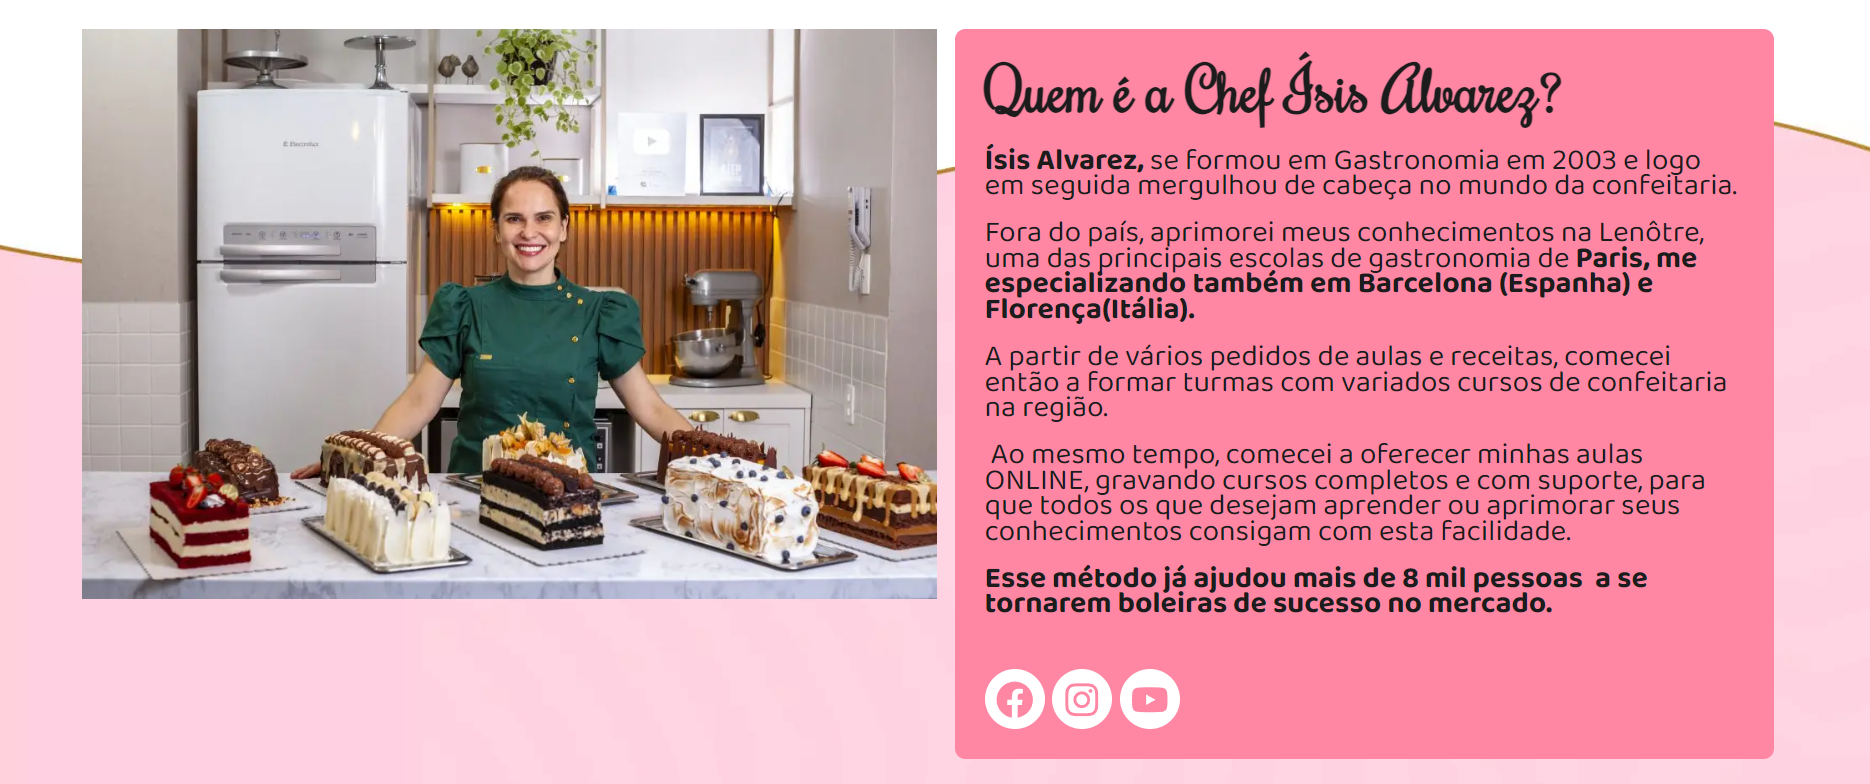 Electrolux
Quem é a Chef Ísis Alvarez?
Ísis Alvarez, se formou em Gastronomia em 2003 e logo
em seguida mergulhou de cabeça no mundo da confeitaria.
Fora do país, aprimorei meus conhecimentos na Lenôtre,
uma das principais escolas de gastronomia de Paris, me
especializando também em Barcelona (Espanha) e
Florença(Itália).
A partir de vários pedidos de aulas e receitas, comecei
então a formar turmas com variados cursos de confeitaria
na região.
Ao mesmo tempo, comecei a oferecer minhas aulas
ONLINE, gravando cursos completos e com suporte, para
que todos os que desejam aprender ou aprimorar seus
conhecimentos consigam com esta facilidade.
Esse método já ajudou mais de 8 mil pessoas  a se
tornarem boleiras de sucesso no mercado.